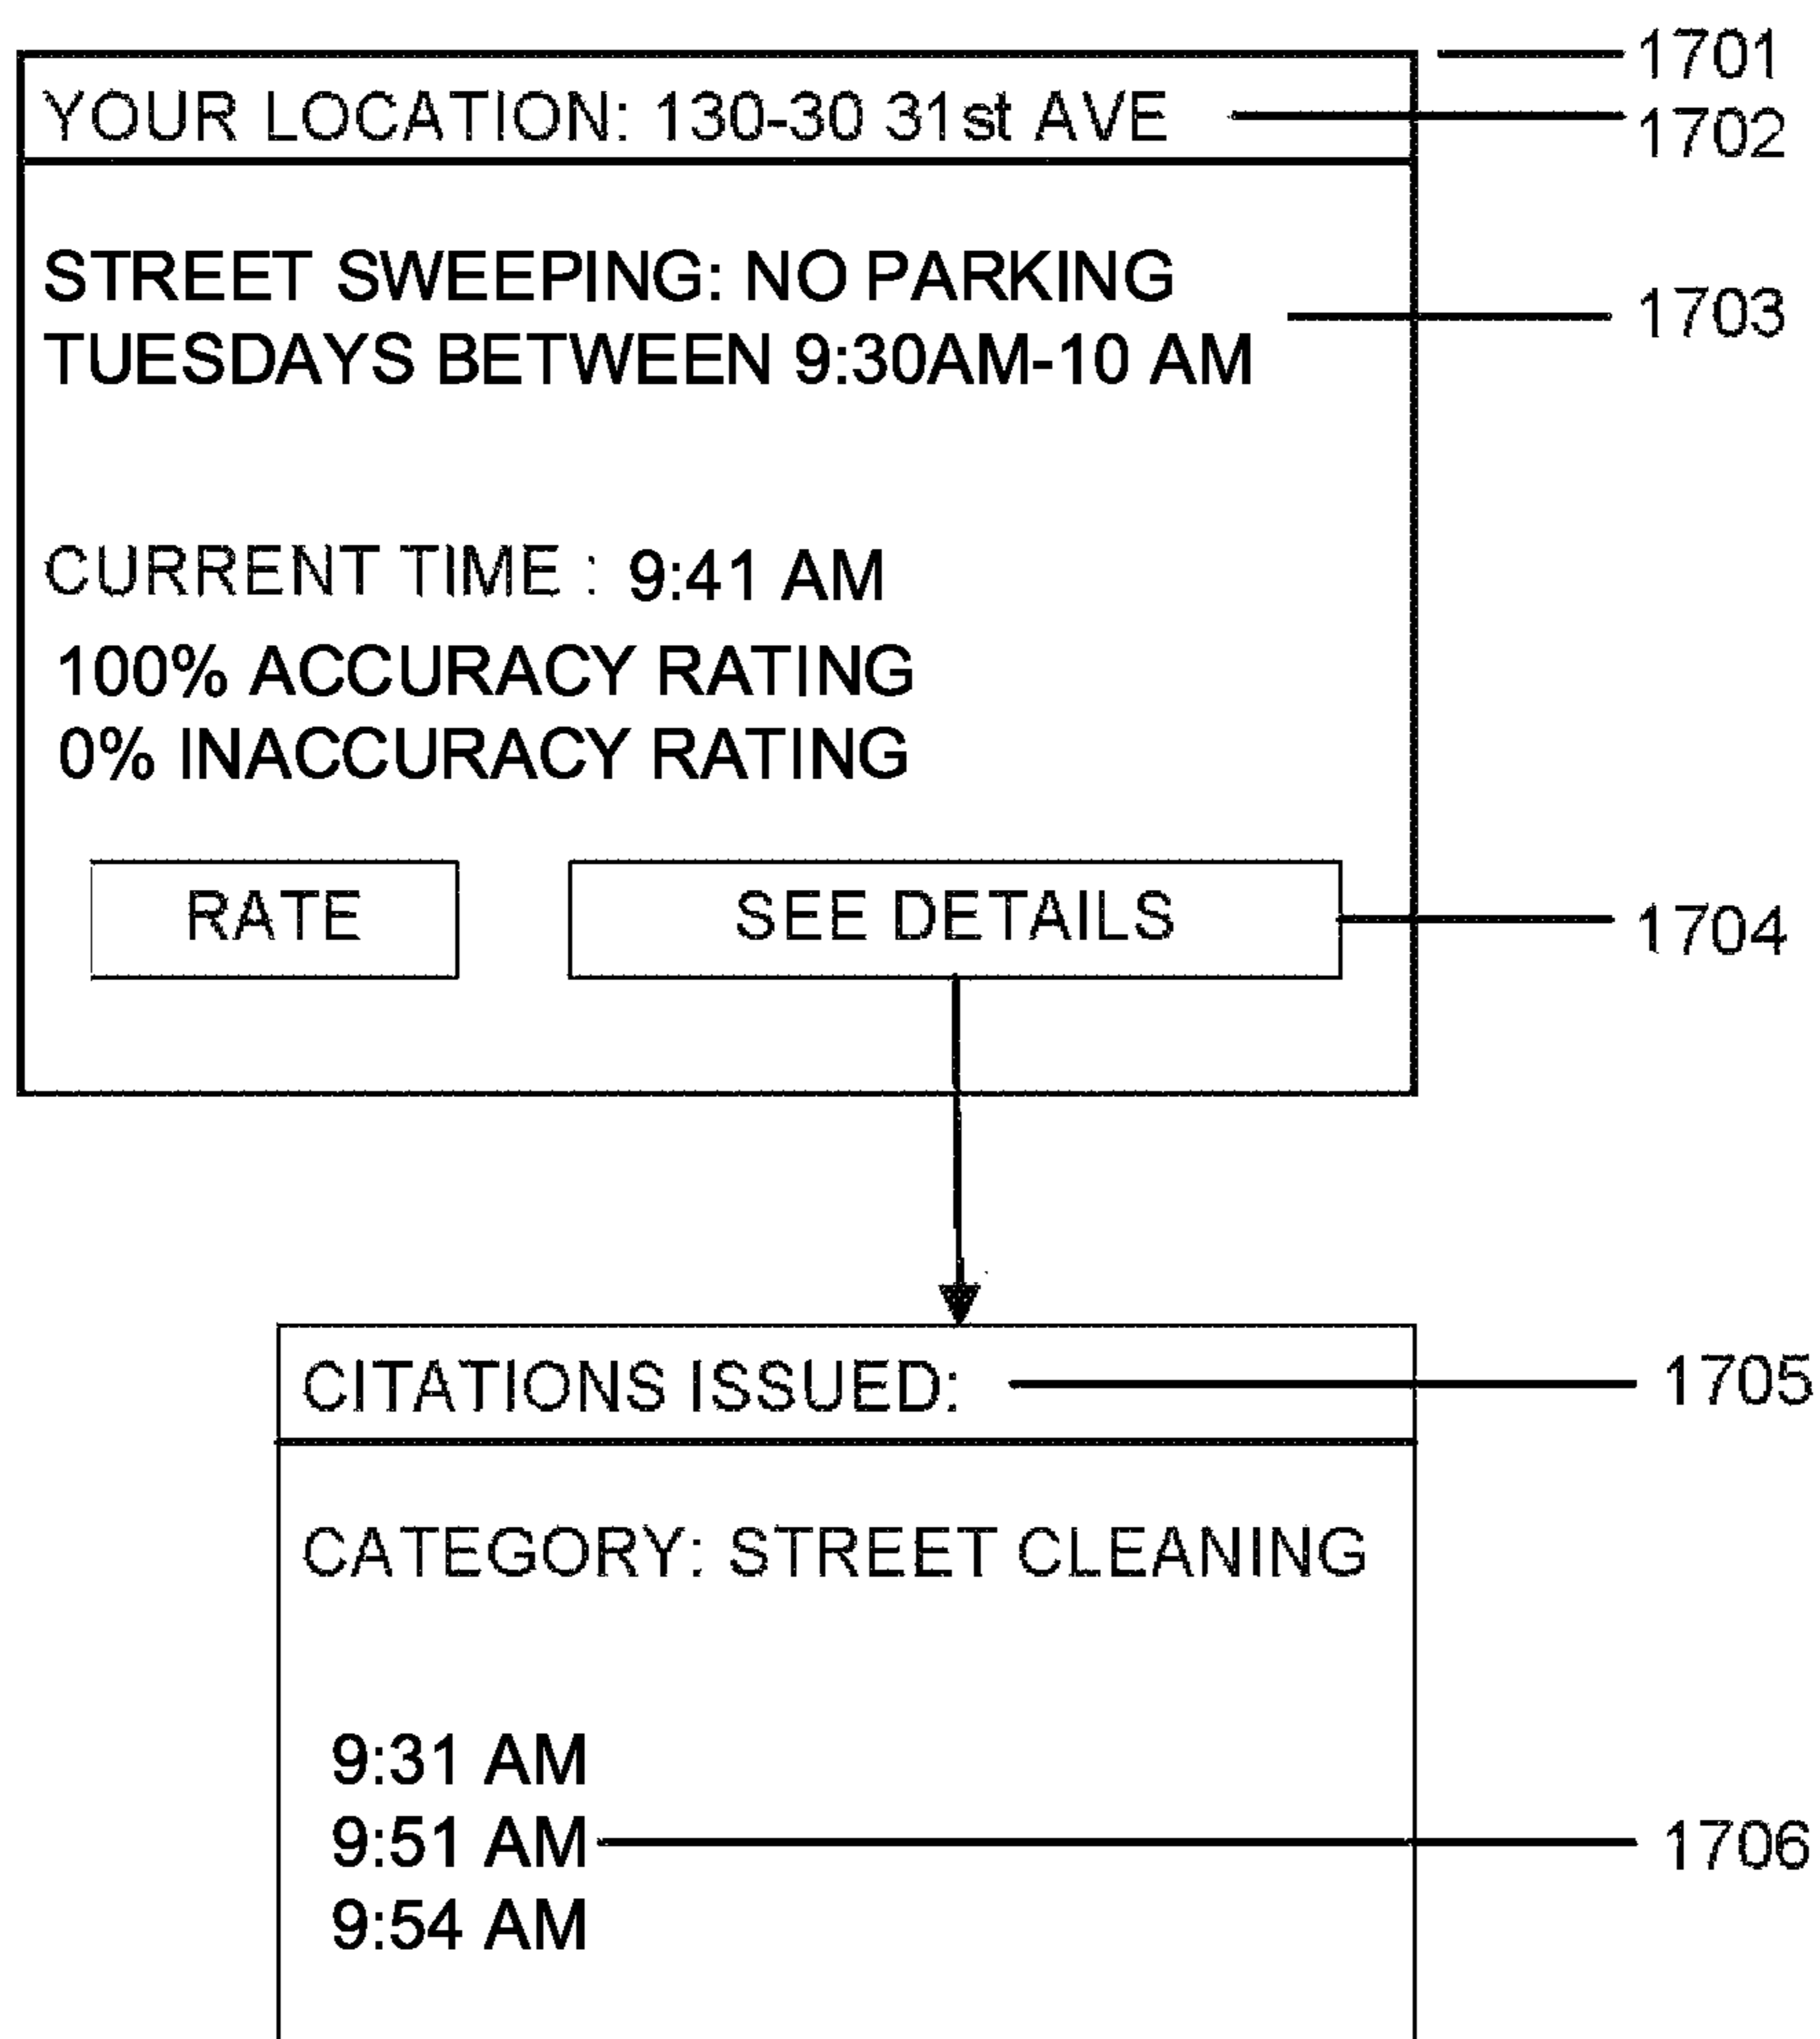 1701
YOUR LOCATION: 130-30 31st AVE
1702
STREET SWEEPING: NO PARKING
TUESDAYS BETWEEN 9:30AM-10 AM
1703
CURRENT TIME : 9:41 AM
100% ACCURACY RATING
0% INACCURACY RATING
RATE
SEE DETAILS
1704
CITATIONS ISSUED:
1705
CATEGORY: STREET CLEANING
9:31 AM
9:51 AM
1706
9:54 AM